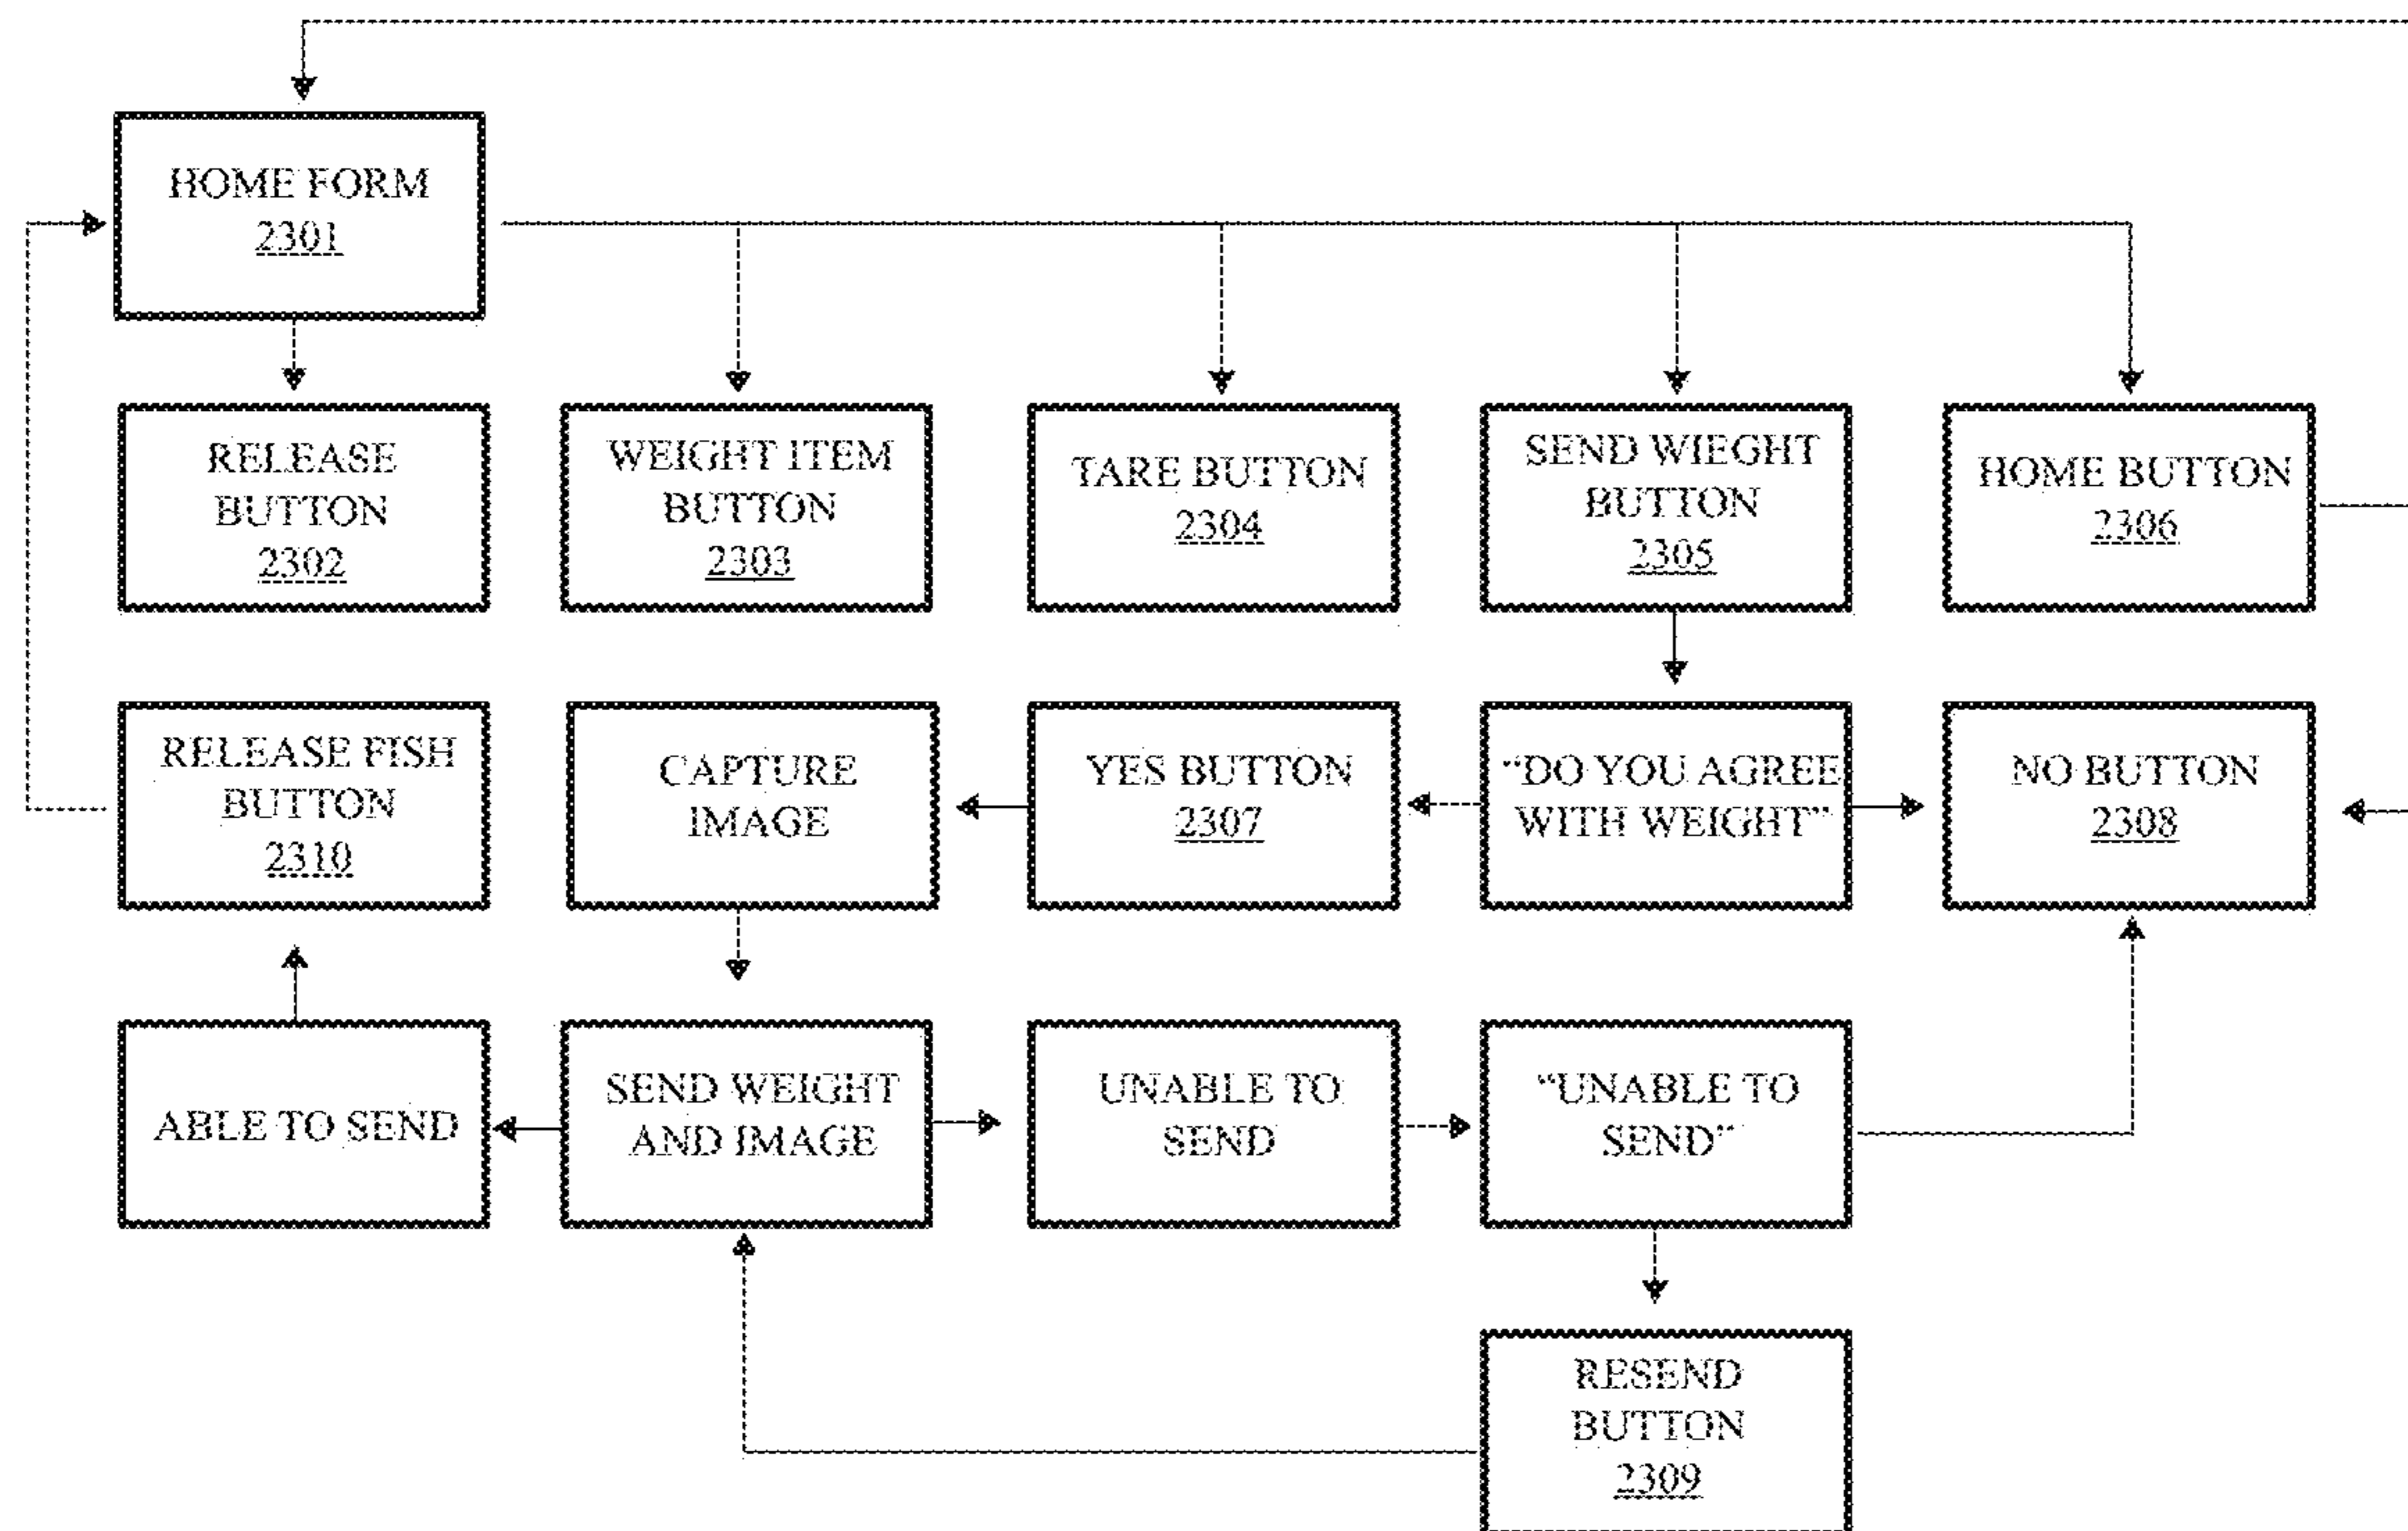 HOME FORM
2301
RELEASE
BUTTON
2302
WEIGHT ITEM
BUTTON
2303
TARE BUTTON
2304
SEND WIEGHT
BUTTON
2305
HOME BUTTON
2306
RELEASE FISH
BUTTON
2310
CAPTURE
IMAGE
YES BUTTON
2307
“DO YOU AGREE
WITH WEIGHT”
NO BUTTON
2308
ABLE TO SEND
SEND WEIGHT
AND IMAGE
UNABLE TO
SEND
“UNABLE TO
SEND”
RESEND
BUTTON
2309